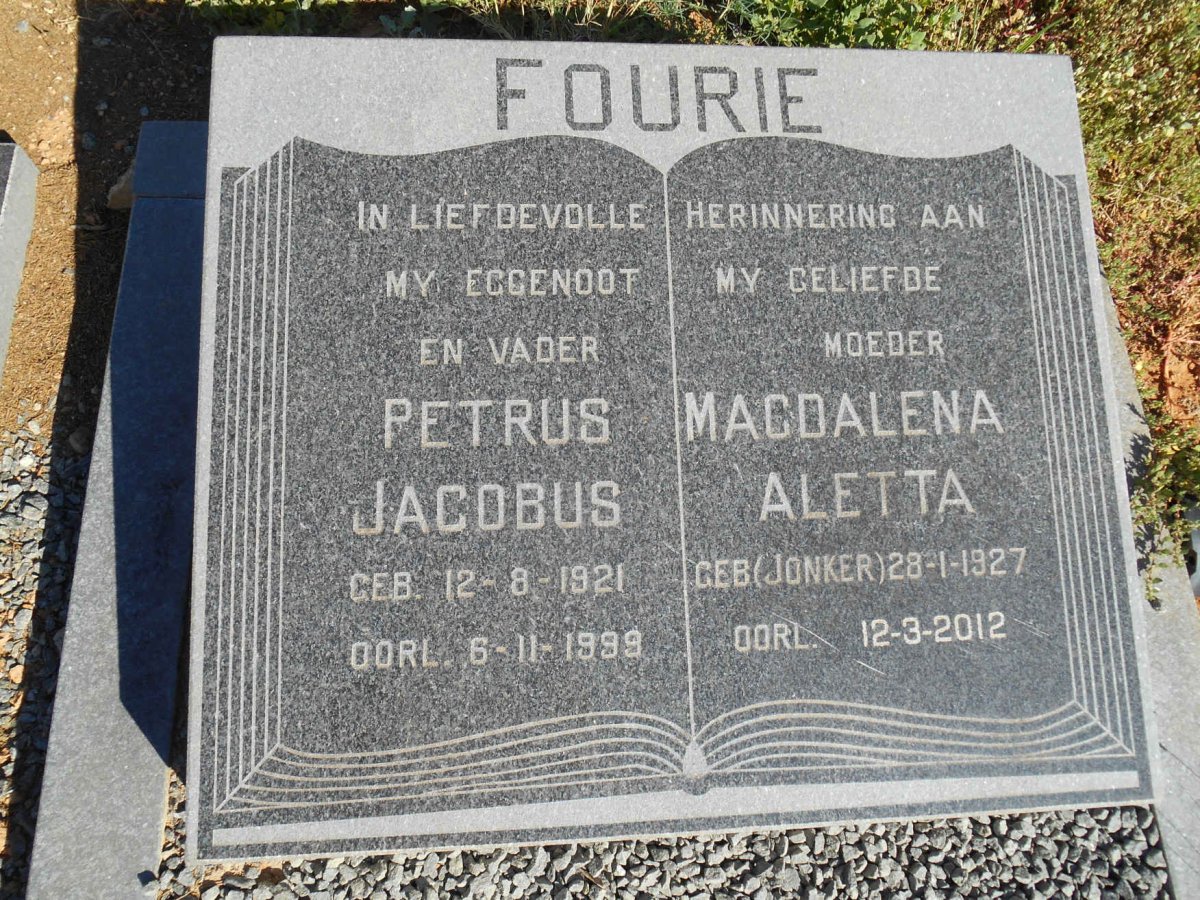 FOURIE
IN LIEFDEVOLLE HERINNERING AAN
MY EGGENOOT
EN VADER
PETRUS
JACOBUS
GEB. 12-8-1921
OORL. 6-11-1999
MY GELIEFDE
MOEDER
MAGDALENA
ALETTA
GEB (JONKER) 28-1-1927
OORL. 12-3-2012